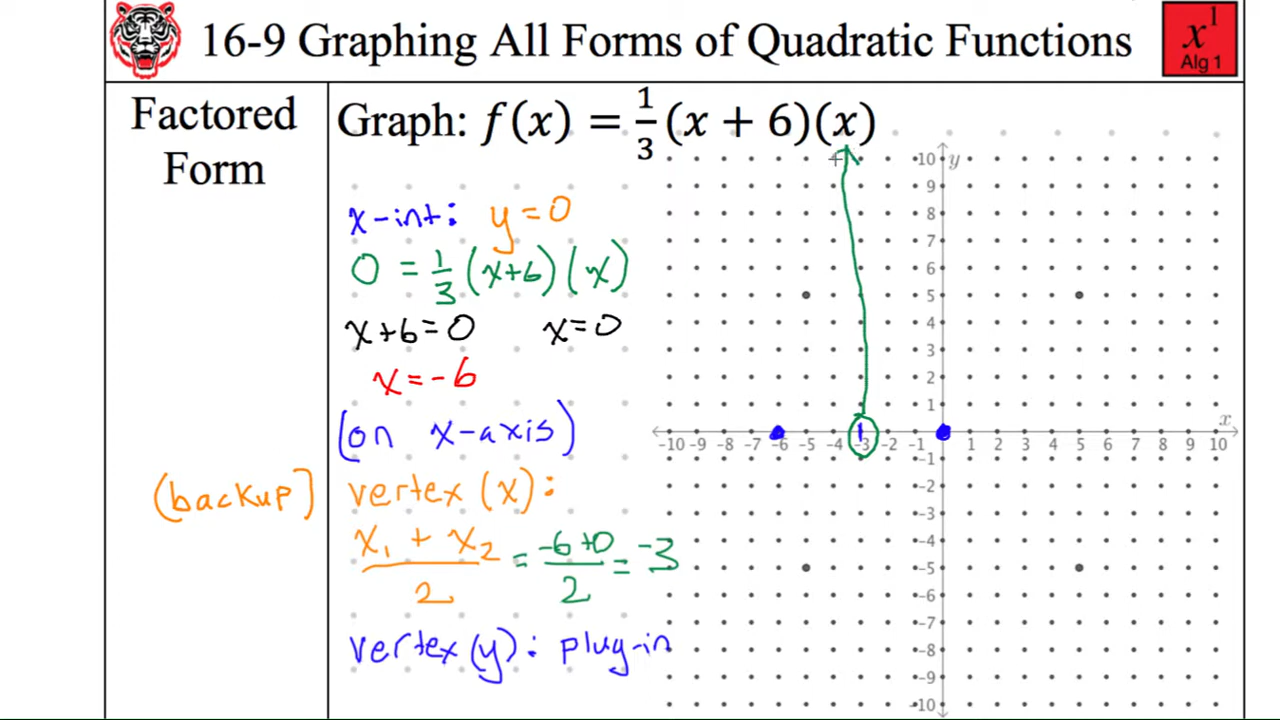 16-9 Graphing All Forms of Quadratic Functions
x¹
Alg 1
Factored
Form
Graph: f(x) = 1/3 (x + 6)(x)
x-int: y = 0
0 = 1/3 (x+6)(x)
x+6=0 x=0
x=-6
(on x-axis)
(backup)
vertex (x):
x₁ + x₂ / 2 = -6+0 / 2 = -3
vertex (y): plug-in
y
10
9
8
7
6
5
4
3
2
1
x
-10 -9 -8 -7 -6 -5 -4 -3 -2 -1 1 2 3 4 5 6 7 8 9 10
-1
-2
-3
-4
-5
-6
-7
-8
-9
-10